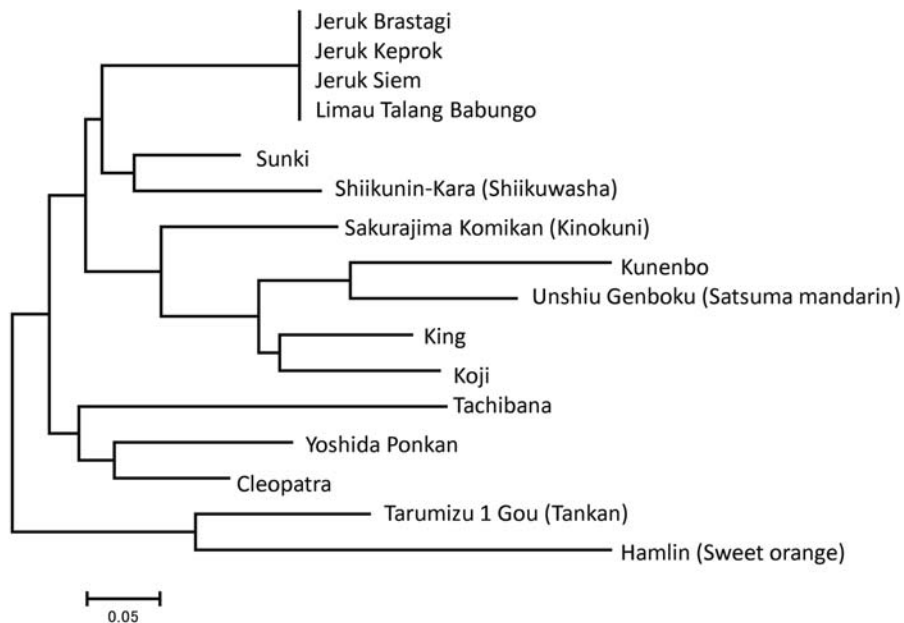 Jeruk Brastagi
Jeruk Keprok
Jeruk Siem
Limau Talang Babungo
Sunki
Shiikunin-Kara (Shiikuwasha)
Sakurajima Komikan (Kinokuni)
Kunenbo
Unshiu Genboku (Satsuma mandarin)
King
Koji
Tachibana
Yoshida Ponkan
Cleopatra
Tarumizu 1 Gou (Tankan)
Hamlin (Sweet orange)
0.05